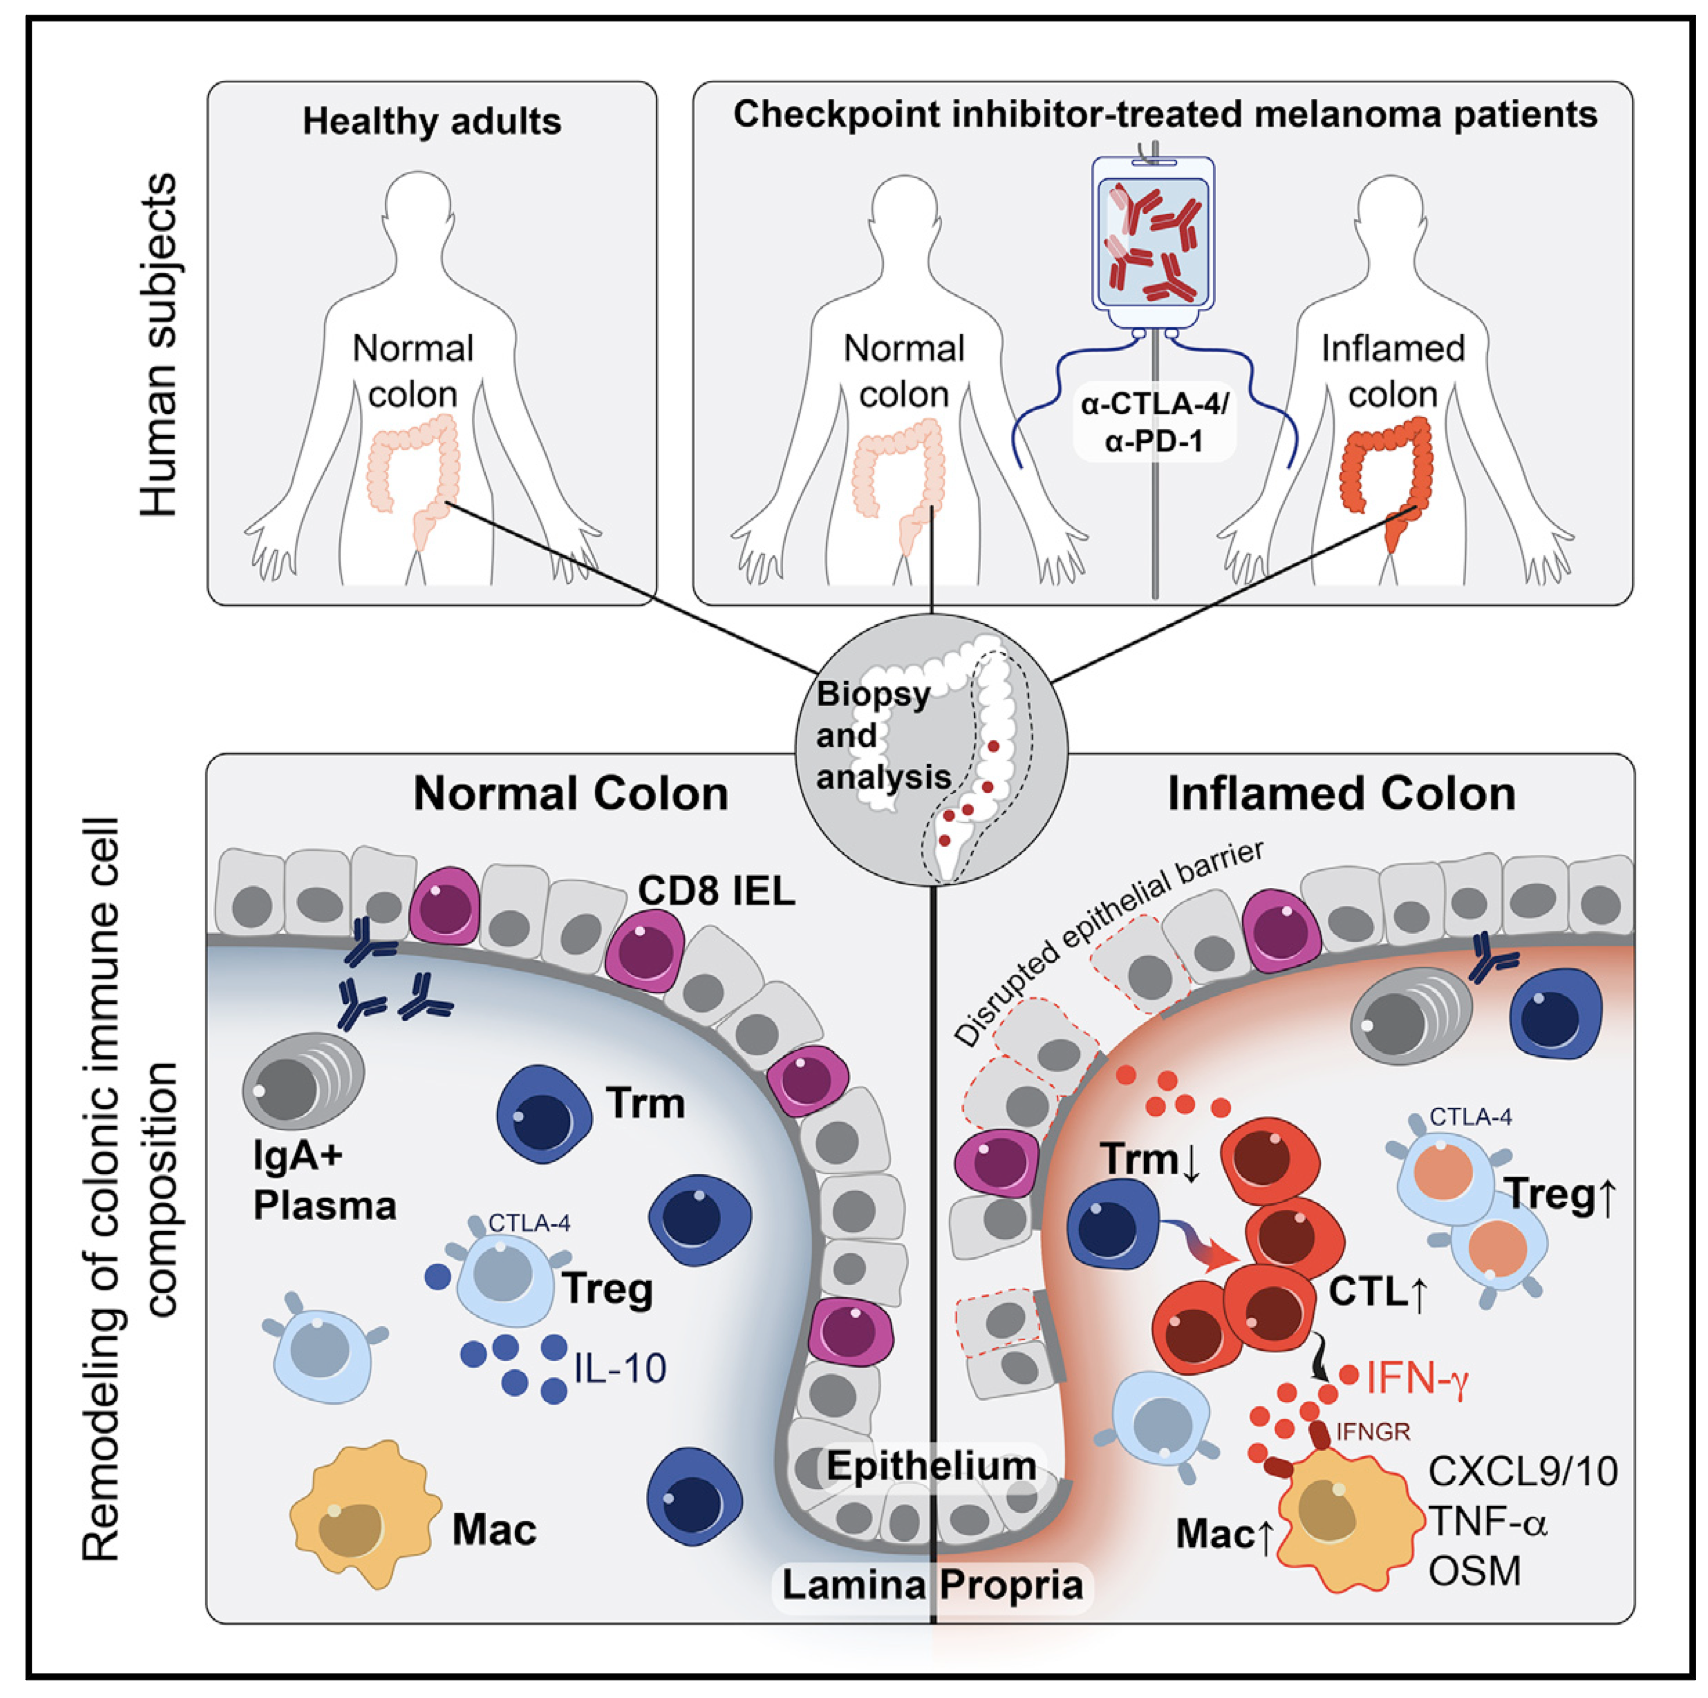 Human subjects
Healthy adults
Normal
colon
Checkpoint inhibitor-treated melanoma patients
Normal
colon
α-CTLA-4/
α-PD-1
Inflamed
colon
Biopsy
and
analysis
Remodeling of colonic immune cell
composition
Normal Colon
CD8 IEL
IgA+
Plasma
Trm
CTLA-4
Treg
IL-10
Mac
Epithelium
Lamina Propria
Inflamed Colon
Disrupted epithelial barrier
Trm↓
CTLA-4
Treg↑
CTL↑
IFN-γ
IFNGR
Mac↑
CXCL9/10
TNF-α
OSM